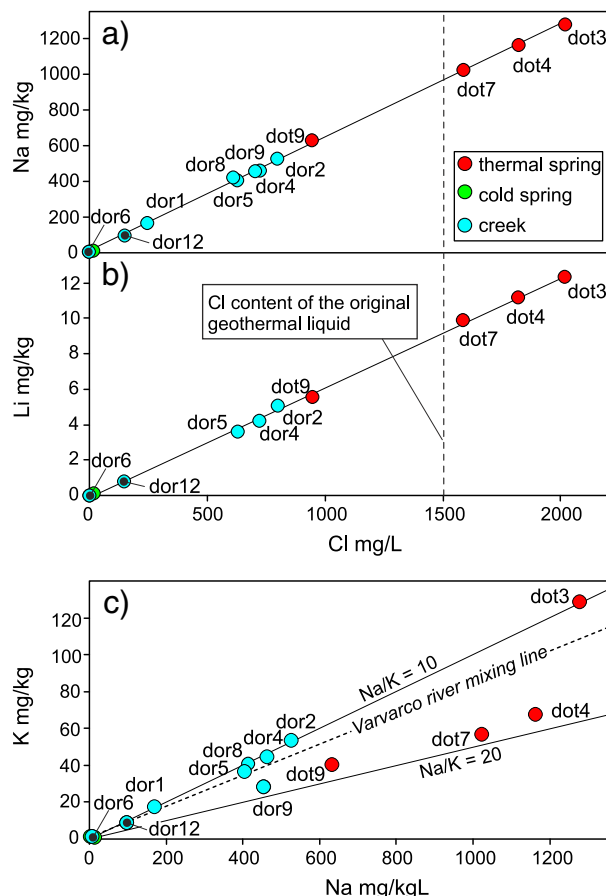 a)
Na mg/kg
1200
1000
800
600
400
200
0
dot3
dot4
dot7
dot9
dor9
dor8
dor2
dor4
dor5
dor1
dor6
dor12
thermal spring
cold spring
creek
b)
Li mg/kg
12
10
8
6
4
2
0
Cl content of the original
geothermal liquid
dot3
dot4
dot7
dot9
dor2
dor5
dor4
dor6
dor12
0
500
1000
1500
2000
Cl mg/L
c)
K mg/kg
120
100
80
60
40
20
0
dot3
Na/K = 10
Varvarco river mixing line
dor2
dor4
dor8
dor5
dot4
dot7
dot9
Na/K = 20
dor1
dor9
dor6
dor12
0
200
400
600
800
1000
1200
Na mg/kgL